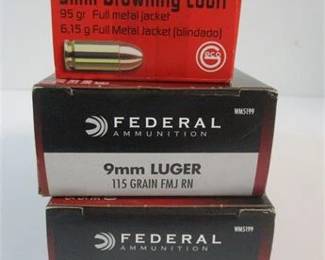 9mm Browning Court
95 gr Full metal jacket
6,15 g Full Metal Jacket (blindado)
Geco
FEDERAL
AMMUNITION
WM5199
9mm LUGER
115 GRAIN FMJ RN
FEDERAL
AMMUNITION
WM5199